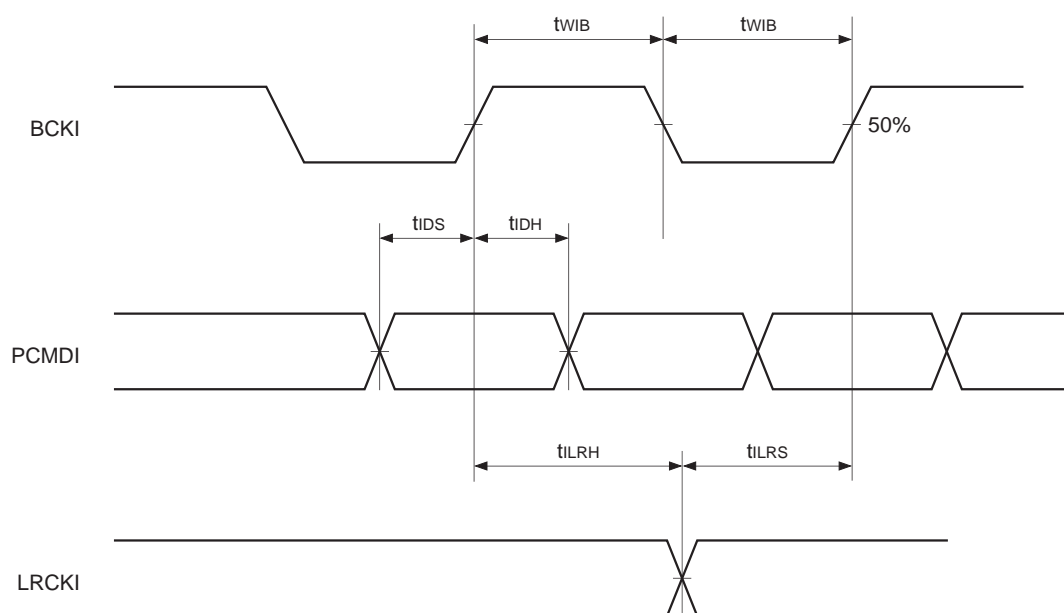 tWIB tWIB
BCKI
50%
tIDS tIDH
PCMDI
tILRH tILRS
LRCKI